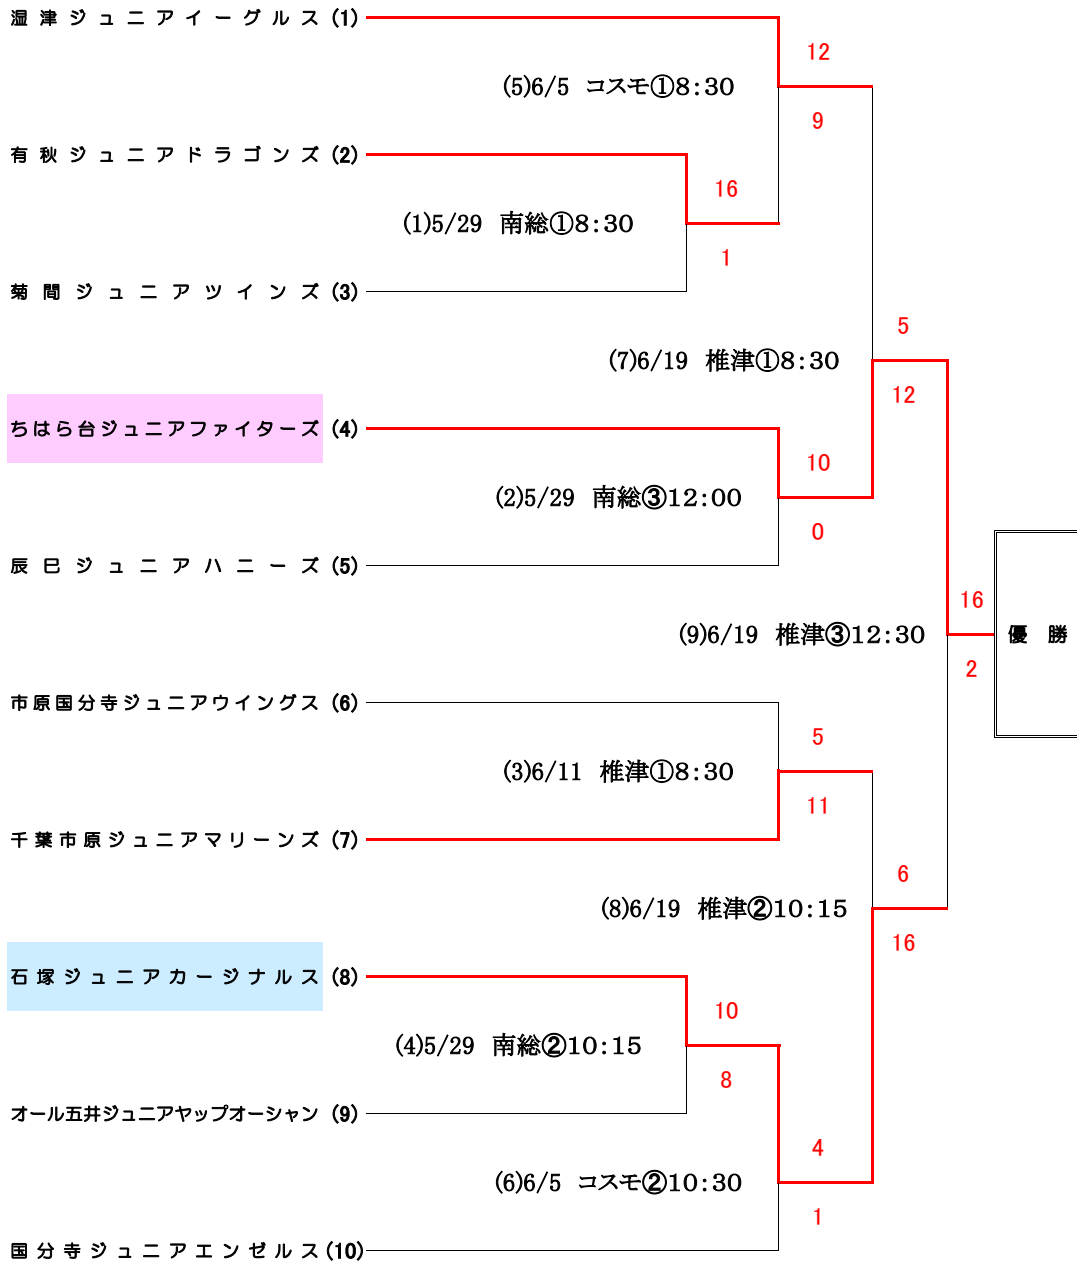 湿津ジュニアイーグルス (1)
12
(5)6/5 コスモ①8:30
9
有秋ジュニアドラゴンズ (2)
16
(1)5/29 南総①8:30
1
菊間ジュニアツインズ (3)
5
(7)6/19 椎津①8:30
12
ちはら台ジュニアファイターズ (4)
10
(2)5/29 南総③12:00
0
辰巳ジュニアハニーズ (5)
16
(9)6/19 椎津③12:30
優 勝
2
市原国分寺ジュニアウイングス (6)
5
(3)6/11 椎津①8:30
11
千葉市原ジュニアマリーンズ (7)
6
(8)6/19 椎津②10:15
16
石塚ジュニアカージナルス (8)
10
(4)5/29 南総②10:15
8
オール五井ジュニアヤップオーシャン (9)
4
(6)6/5 コスモ②10:30
1
国分寺ジュニアエンゼルス (10)